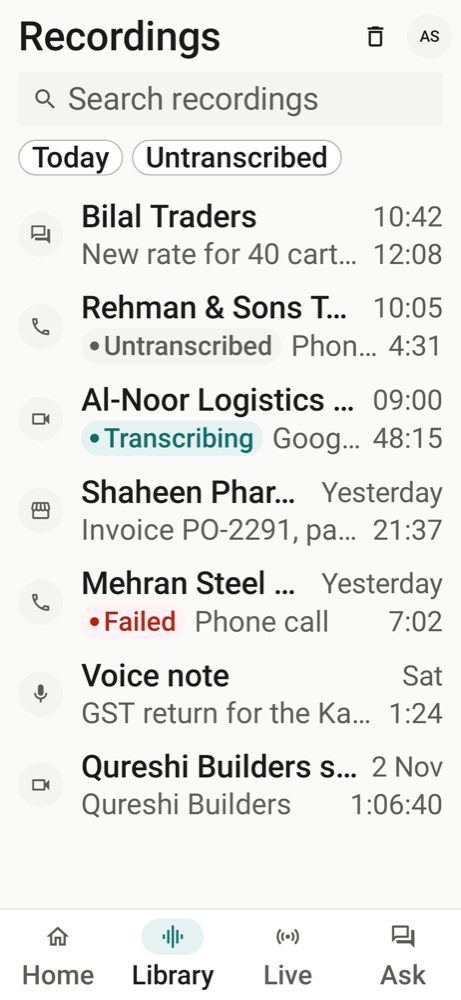 Recordings
AS
Search recordings
Today
Untranscribed
Bilal Traders 10:42
New rate for 40 cart... 12:08
Rehman & Sons T... 10:05
• Untranscribed Phon... 4:31
Al-Noor Logistics ... 09:00
• Transcribing Goog... 48:15
Shaheen Phar... Yesterday
Invoice PO-2291, pa... 21:37
Mehran Steel ... Yesterday
• Failed Phone call 7:02
Voice note Sat
GST return for the Ka... 1:24
Qureshi Builders s... 2 Nov
Qureshi Builders 1:06:40
Home Library Live Ask